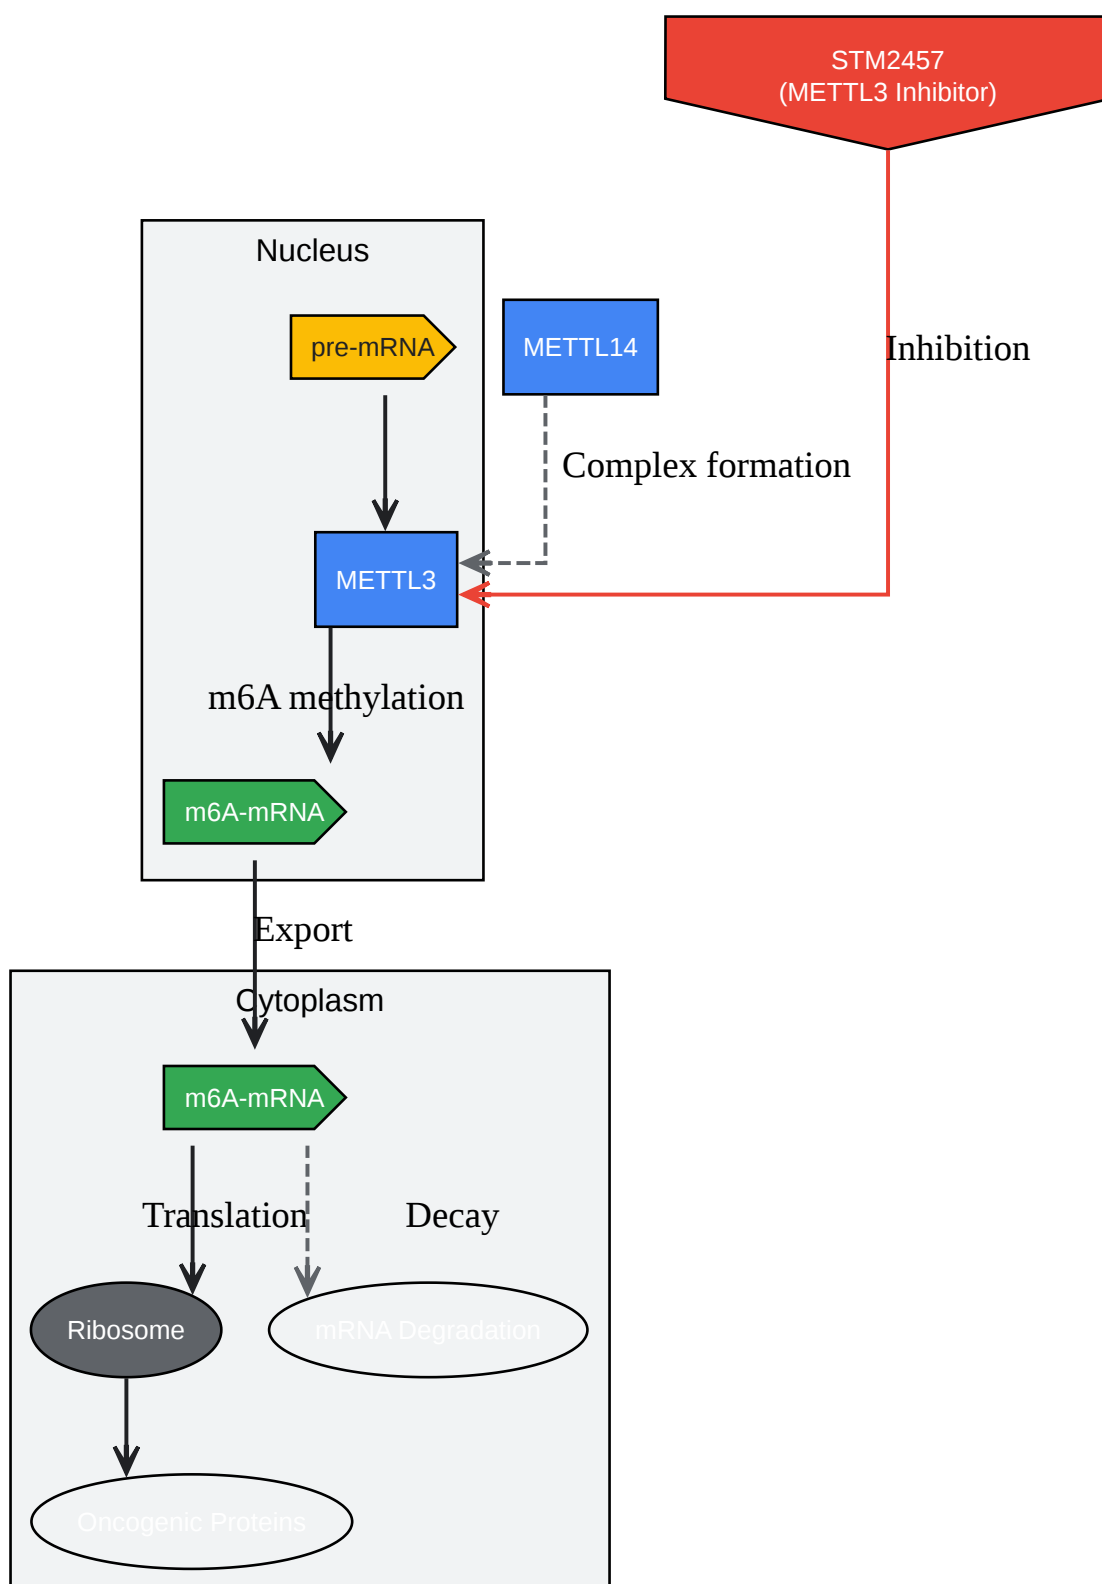 STM2457
(METTL3 Inhibitor)
Nucleus
pre-mRNA
METTL14
Inhibition
Complex formation
METTL3
m6A methylation
m6A-mRNA
Export
Cytoplasm
m6A-mRNA
Translation
Decay
Ribosome
mRNA Degradation
Oncogenic Proteins